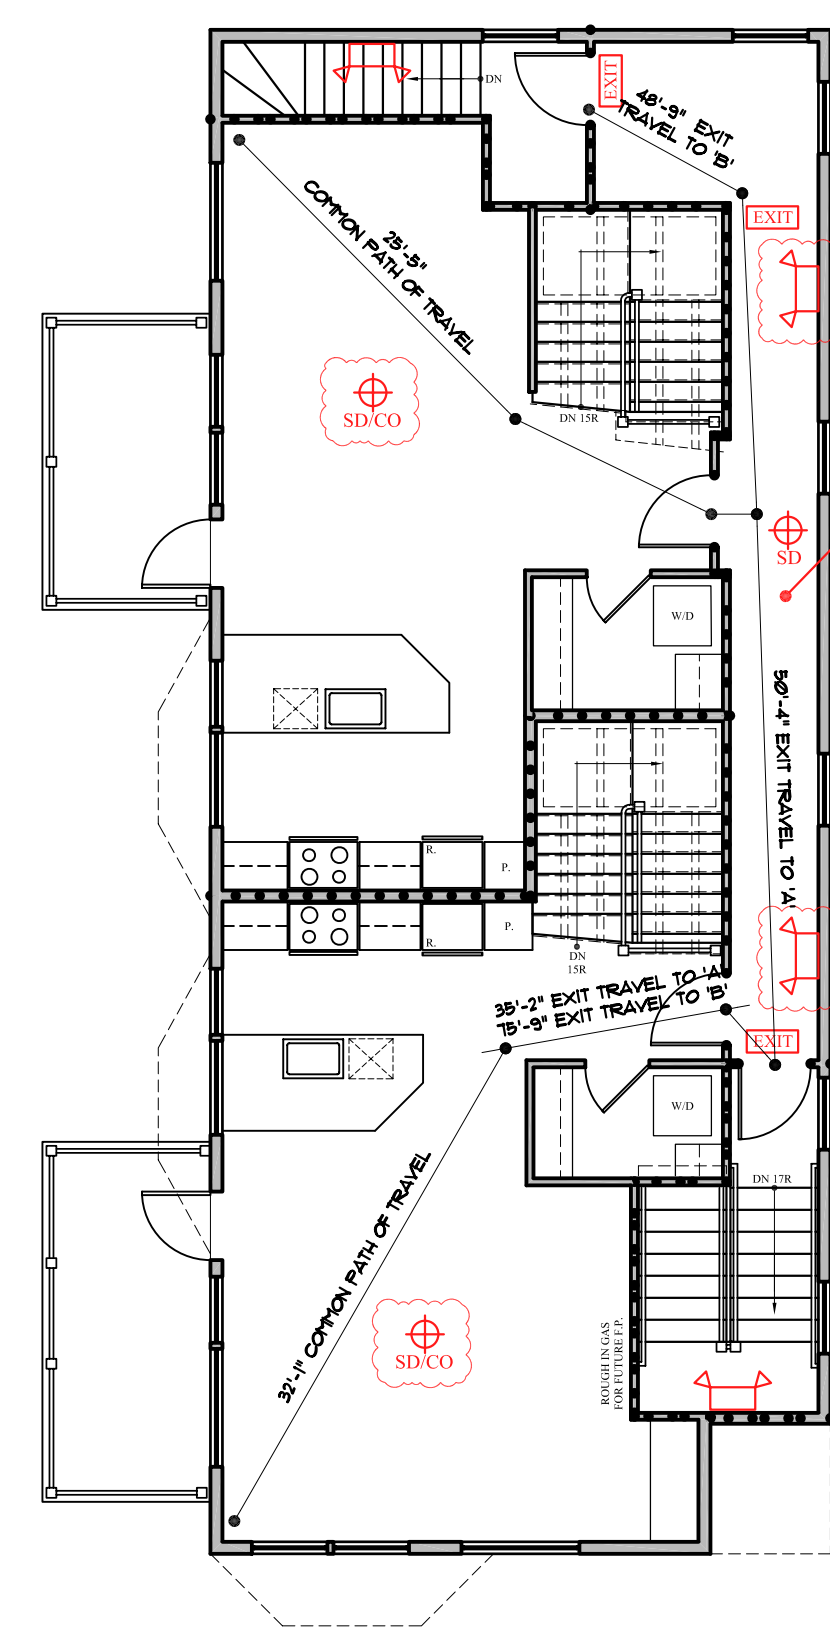 DN
EXIT
48'-9" EXIT
TRAVEL TO 'B'
EXIT
25'-5"
COMMON PATH OF TRAVEL
SD/CO
DN 15R
SD
W/D
50'-4" EXIT TRAVEL TO 'A'
R.
P.
P.
R.
DN
15R
35'-2" EXIT TRAVEL TO 'A'
75'-9" EXIT TRAVEL TO 'B'
EXIT
W/D
DN 17R
32'-1" COMMON PATH OF TRAVEL
SD/CO
ROUGH IN GAS
FOR FUTURE F.P.